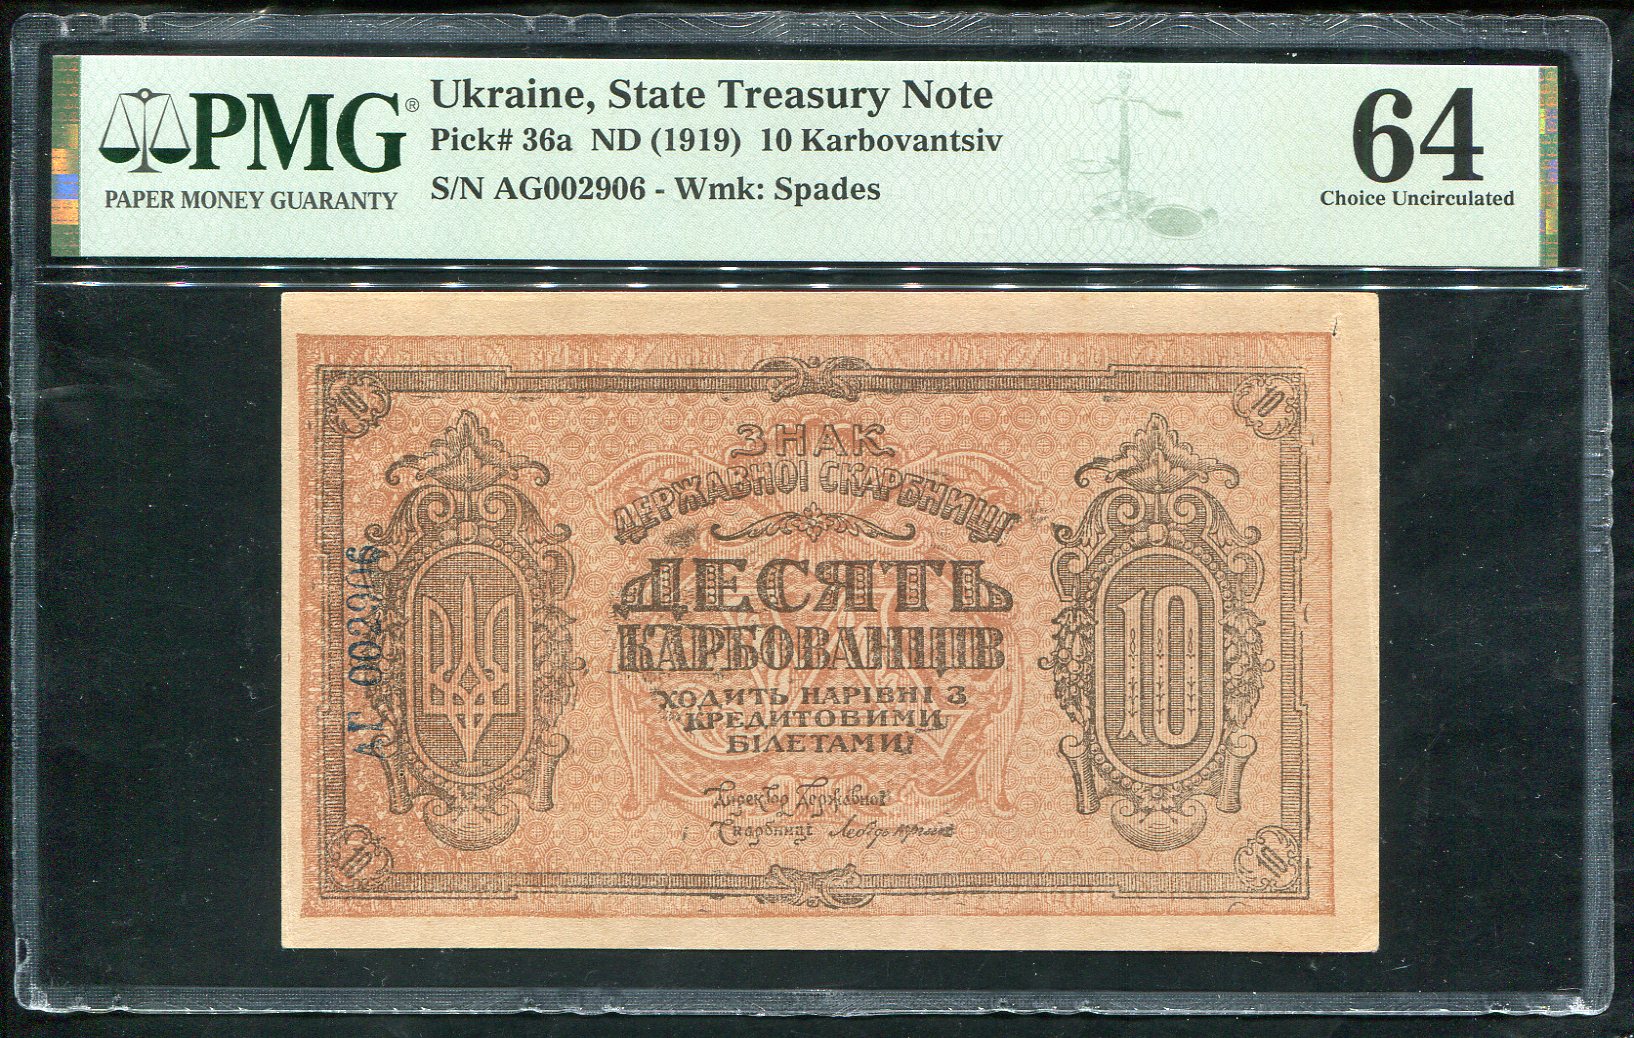 PMG®
PAPER MONEY GUARANTY
Ukraine, State Treasury Note
Pick# 36a ND (1919) 10 Karbovantsiv
S/N AG002906 - Wmk: Spades
64
Choice Uncirculated
10
10
ЗНАК
ДЕРЖАВНОЇ СКАРБНИЦІ
ДЕСЯТЬ
КАРБОВАНЦІВ
ХОДИТЬ НАРІВНІ З
КРЕДИТОВИМИ
БІЛЕТАМИ
АГ 002906
10
Директор Державної
Скарбниці
10
10